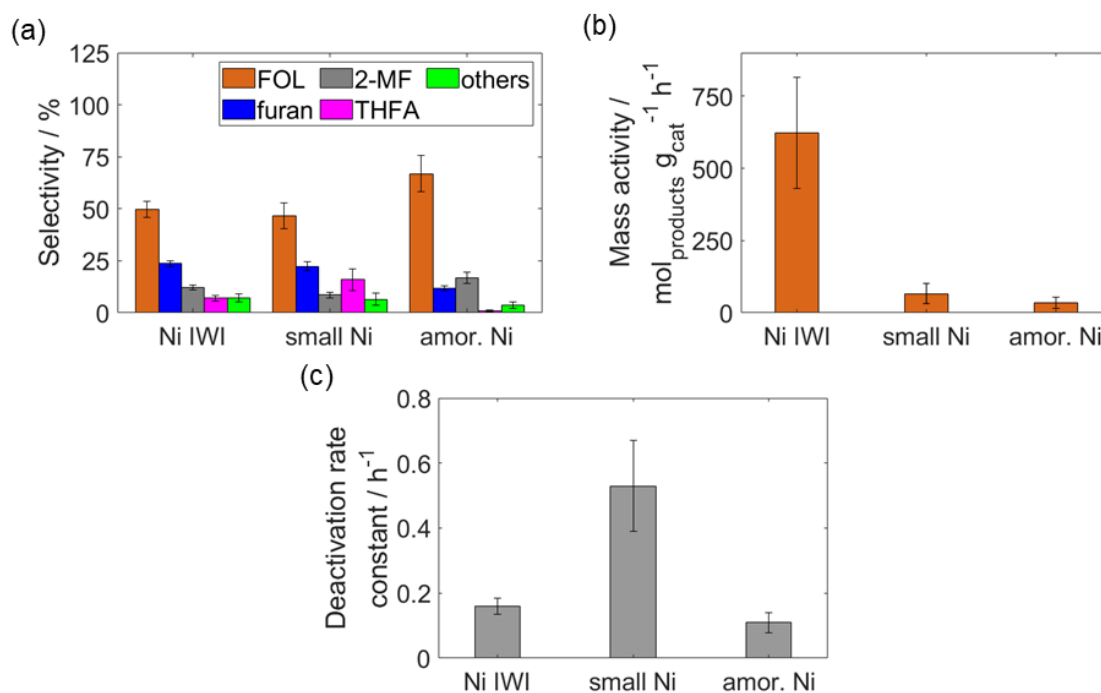 (a)
Selectivity / %
125
100
75
50
25
0
FOL 2-MF others
furan THFA
Ni IWI small Ni amor. Ni
(b)
Mass activity /
mol_products g_cat^-1 h^-1
750
500
250
0
Ni IWI small Ni amor. Ni
(c)
Deactivation rate
constant / h^-1
0.8
0.6
0.4
0.2
0
Ni IWI small Ni amor. Ni